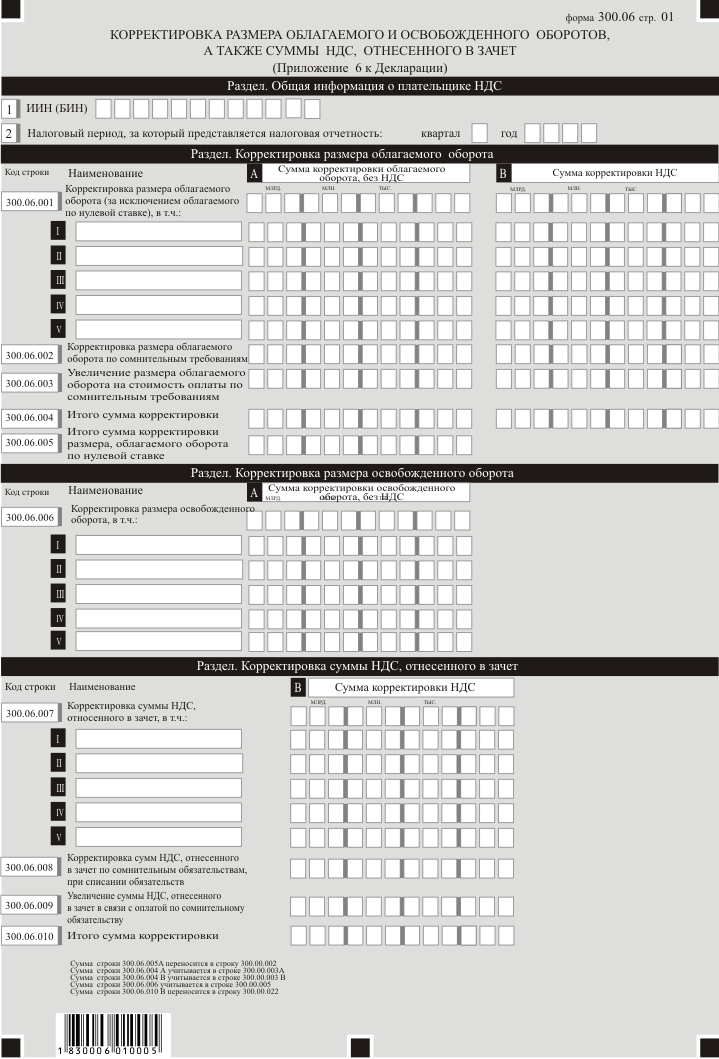 форма 300.06 стр. 01
КОРРЕКТИРОВКА РАЗМЕРА ОБЛАГАЕМОГО И ОСВОБОЖДЕННОГО ОБОРОТОВ,
А ТАКЖЕ СУММЫ НДС, ОТНЕСЕННОГО В ЗАЧЕТ
(Приложение 6 к Декларации)
Раздел. Общая информация о плательщике НДС
1 ИИН (БИН)
2 Налоговый период, за который представляется налоговая отчетность: квартал год
Раздел. Корректировка размера облагаемого оборота
Код строки Наименование A Сумма корректировки облагаемого оборота, без НДС B Сумма корректировки НДС
МЛРД. МЛН. ТЫС. МЛРД. МЛН. ТЫС.
300.06.001 Корректировка размера облагаемого
оборота (за исключением облагаемого
по нулевой ставке), в т.ч.:
I
II
III
IV
V
300.06.002 Корректировка размера облагаемого
оборота по сомнительным требованиям
300.06.003 Увеличение размера облагаемого
оборота на стоимость оплаты по
сомнительным требованиям
300.06.004 Итого сумма корректировки
300.06.005 Итого сумма корректировки
размера, облагаемого оборота
по нулевой ставке
Раздел. Корректировка размера освобожденного оборота
Код строки Наименование A Сумма корректировки освобожденного
оборота, без НДС
МЛРД.
300.06.006 Корректировка размера освобожденного
оборота, в т.ч.:
I
II
III
IV
V
Раздел. Корректировка суммы НДС, отнесенного в зачет
Код строки Наименование B Сумма корректировки НДС
МЛРД. МЛН. ТЫС.
300.06.007 Корректировка суммы НДС,
отнoсенного в зачет, в т.ч.:
I
II
III
IV
V
300.06.008 Корректировка сумм НДС, отнесенного
в зачет по сомнительным обязательствам,
при списании обязательств
300.06.009 Увеличение суммы НДС, отнесенного
в зачет в связи с оплатой по сомнительному
обязательству
300.06.010 Итого сумма корректировки
Сумма строки 300.06.005А переносится в строку 300.00.002
Сумма строки 300.06.004 А учитывается в строке 300.00.003А
Сумма строки 300.06.004 В учитывается в строке 300.00.003 В
Сумма строки 300.06.006 учитывается в строке 300.00.005
Сумма строки 300.06.010 В переносится в строку 300.00.022
1 830006 010005